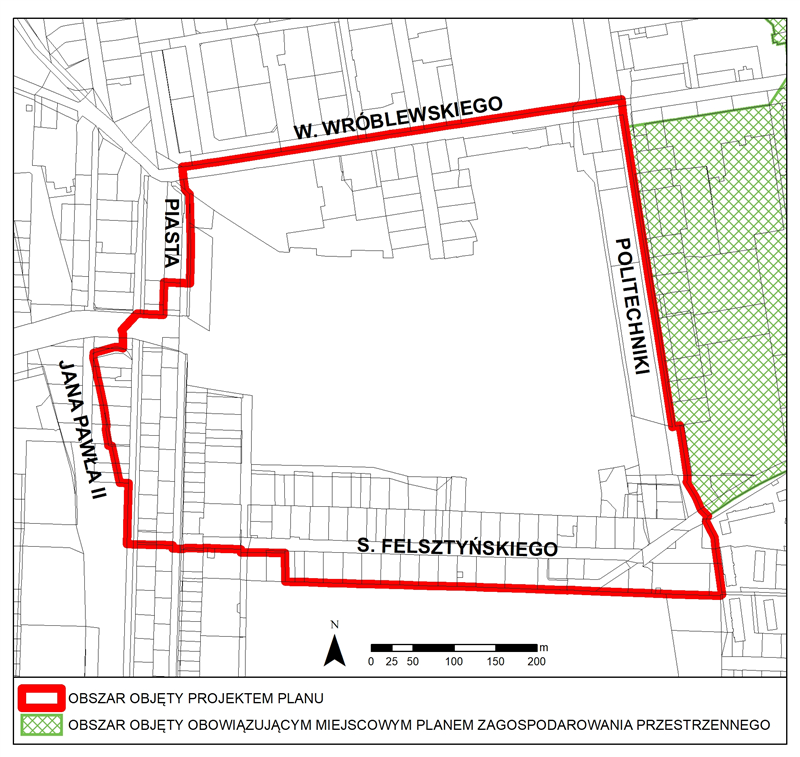 W. WRÓBLEWSKIEGO
PIASTA
POLITECHNIKI
JANA PAWŁA II
S. FELSZTYŃSKIEGO
N
m
0 25 50 100 150 200
OBSZAR OBJĘTY PROJEKTEM PLANU
OBSZAR OBJĘTY OBOWIĄZUJĄCYM MIEJSCOWYM PLANEM ZAGOSPODAROWANIA PRZESTRZENNEGO